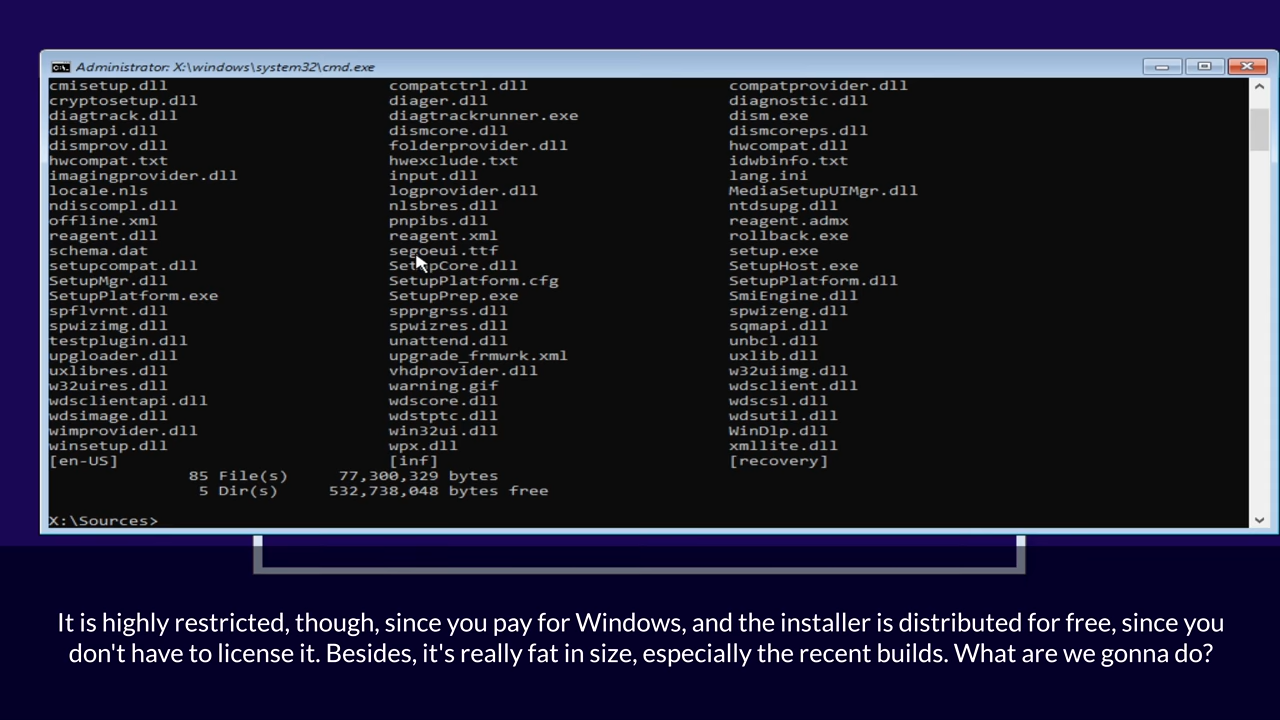 Administrator: X:\windows\system32\cmd.exe
cmisetup.dll compatctrl.dll compatprovider.dll
cryptosetup.dll diager.dll diagnostic.dll
diagtrack.dll diagtrackrunner.exe dism.exe
dismapi.dll dismcore.dll dismcoreps.dll
dismprov.dll folderprovider.dll hwcompat.dll
hwcompat.txt hwexclude.txt idwbinfo.txt
imagingprovider.dll input.dll lang.ini
locale.nls logprovider.dll MediaSetupUIMgr.dll
ndiscompl.dll nlsbres.dll ntdsupg.dll
offline.xml pnpibs.dll reagent.admx
reagent.dll reagent.xml rollback.exe
schema.dat segoeui.ttf setup.exe
setupcompat.dll SetupCore.dll SetupHost.exe
SetupMgr.dll SetupPlatform.cfg SetupPlatform.dll
SetupPlatform.exe SetupPrep.exe SmiEngine.dll
spflvrnt.dll spprgrss.dll spwizeng.dll
spwizimg.dll spwizres.dll sqmapi.dll
testplugin.dll unattend.dll unbcl.dll
upgloader.dll upgrade_frmwrk.xml uxlib.dll
uxlibres.dll vhdprovider.dll w32uiimg.dll
w32uires.dll warning.gif wdsclient.dll
wdsclientapi.dll wdscore.dll wdscsl.dll
wdsimage.dll wdstptc.dll wdsutil.dll
wimprovider.dll win32ui.dll WinDlp.dll
winsetup.dll wpx.dll xmllite.dll
[en-US] [inf] [recovery]
85 File(s) 77,300,329 bytes
5 Dir(s) 532,738,048 bytes free
X:\Sources>
It is highly restricted, though, since you pay for Windows, and the installer is distributed for free, since you
don't have to license it. Besides, it's really fat in size, especially the recent builds. What are we gonna do?